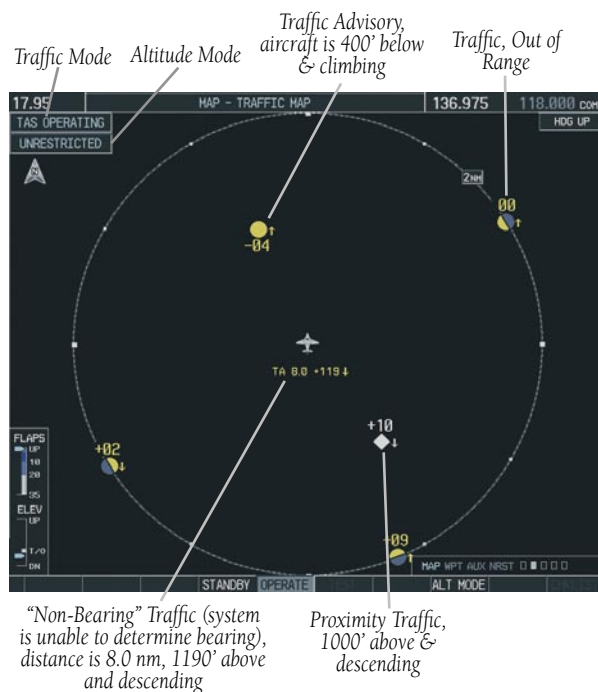 Traffic Advisory,
aircraft is 400' below
& climbing
Traffic, Out of
Range
Traffic Mode
Altitude Mode
17.95
MAP – TRAFFIC MAP
136.975
118.000 COM
TAS OPERATING
HDG UP
UNRESTRICTED
N
2NM
00
-04
TA 8.0 +119↓
+10
+02
FLAPS
UP
10
20
35
ELEV
UP
T/O
DN
-09
MAP WPT AUX NRST
STANDBY
OPERATE
ALT MODE
"Non-Bearing" Traffic (system
is unable to determine bearing),
distance is 8.0 nm, 1190' above
and descending
Proximity Traffic,
1000' above &
descending